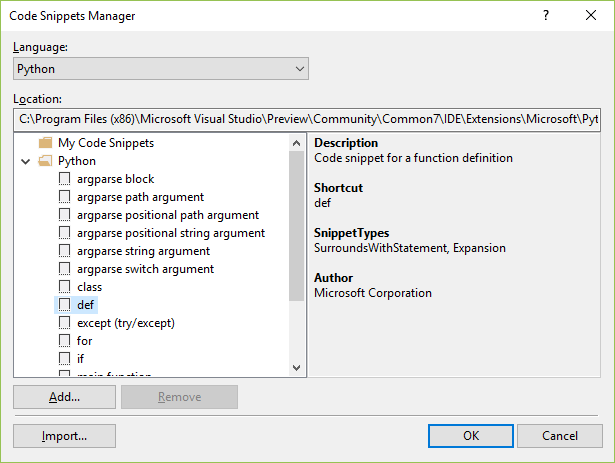 Code Snippets Manager
?
Language:
Python
Location:
C:\Program Files (x86)\Microsoft Visual Studio\Preview\Community\Common7\IDE\Extensions\Microsoft\Pyt
My Code Snippets
Python
argparse block
argparse path argument
argparse positional path argument
argparse positional string argument
argparse string argument
argparse switch argument
class
def
except (try/except)
for
if
main function
Description
Code snippet for a function definition
Shortcut
def
SnippetTypes
SurroundsWithStatement, Expansion
Author
Microsoft Corporation
Add...
Remove
Import...
OK
Cancel